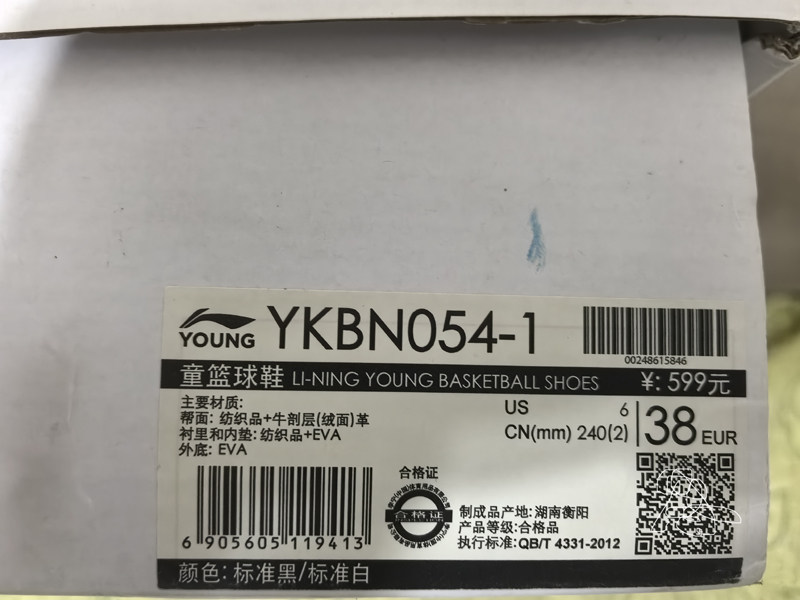 YOUNG YKBN054-1
00248615846
童篮球鞋 LI-NING YOUNG BASKETBALL SHOES ¥: 599元
主要材质:
帮面: 纺织品+牛剖层(绒面)革
衬里和内垫: 纺织品+EVA
外底: EVA
US 6
CN(mm) 240(2)
38 EUR
6 905605 119413
合格证
合格证
制成品产地: 湖南衡阳
产品等级: 合格品
执行标准: QB/T 4331-2012
颜色: 标准黑/标准白